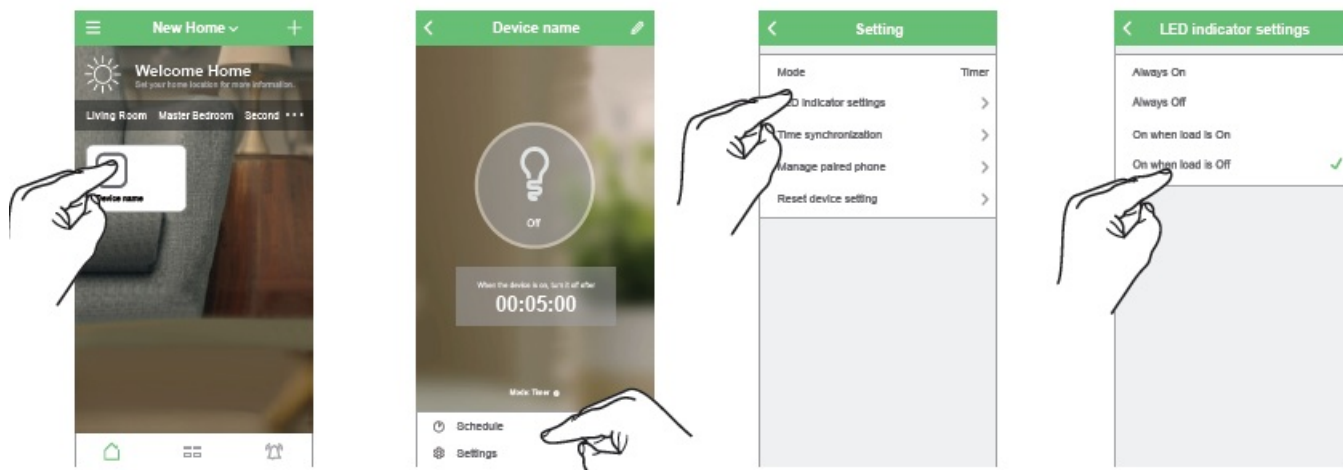 New Home
Welcome Home
Set your home location for more information.
Living Room Master Bedroom Second
Device name
Device name
Off
When the device is on, turn it off after
00:05:00
Mode: Timer
Schedule
Settings
Setting
Mode Timer
LED indicator settings
Time synchronization
Manage paired phone
Reset device setting
LED indicator settings
Always On
Always Off
On when load is On
On when load is Off